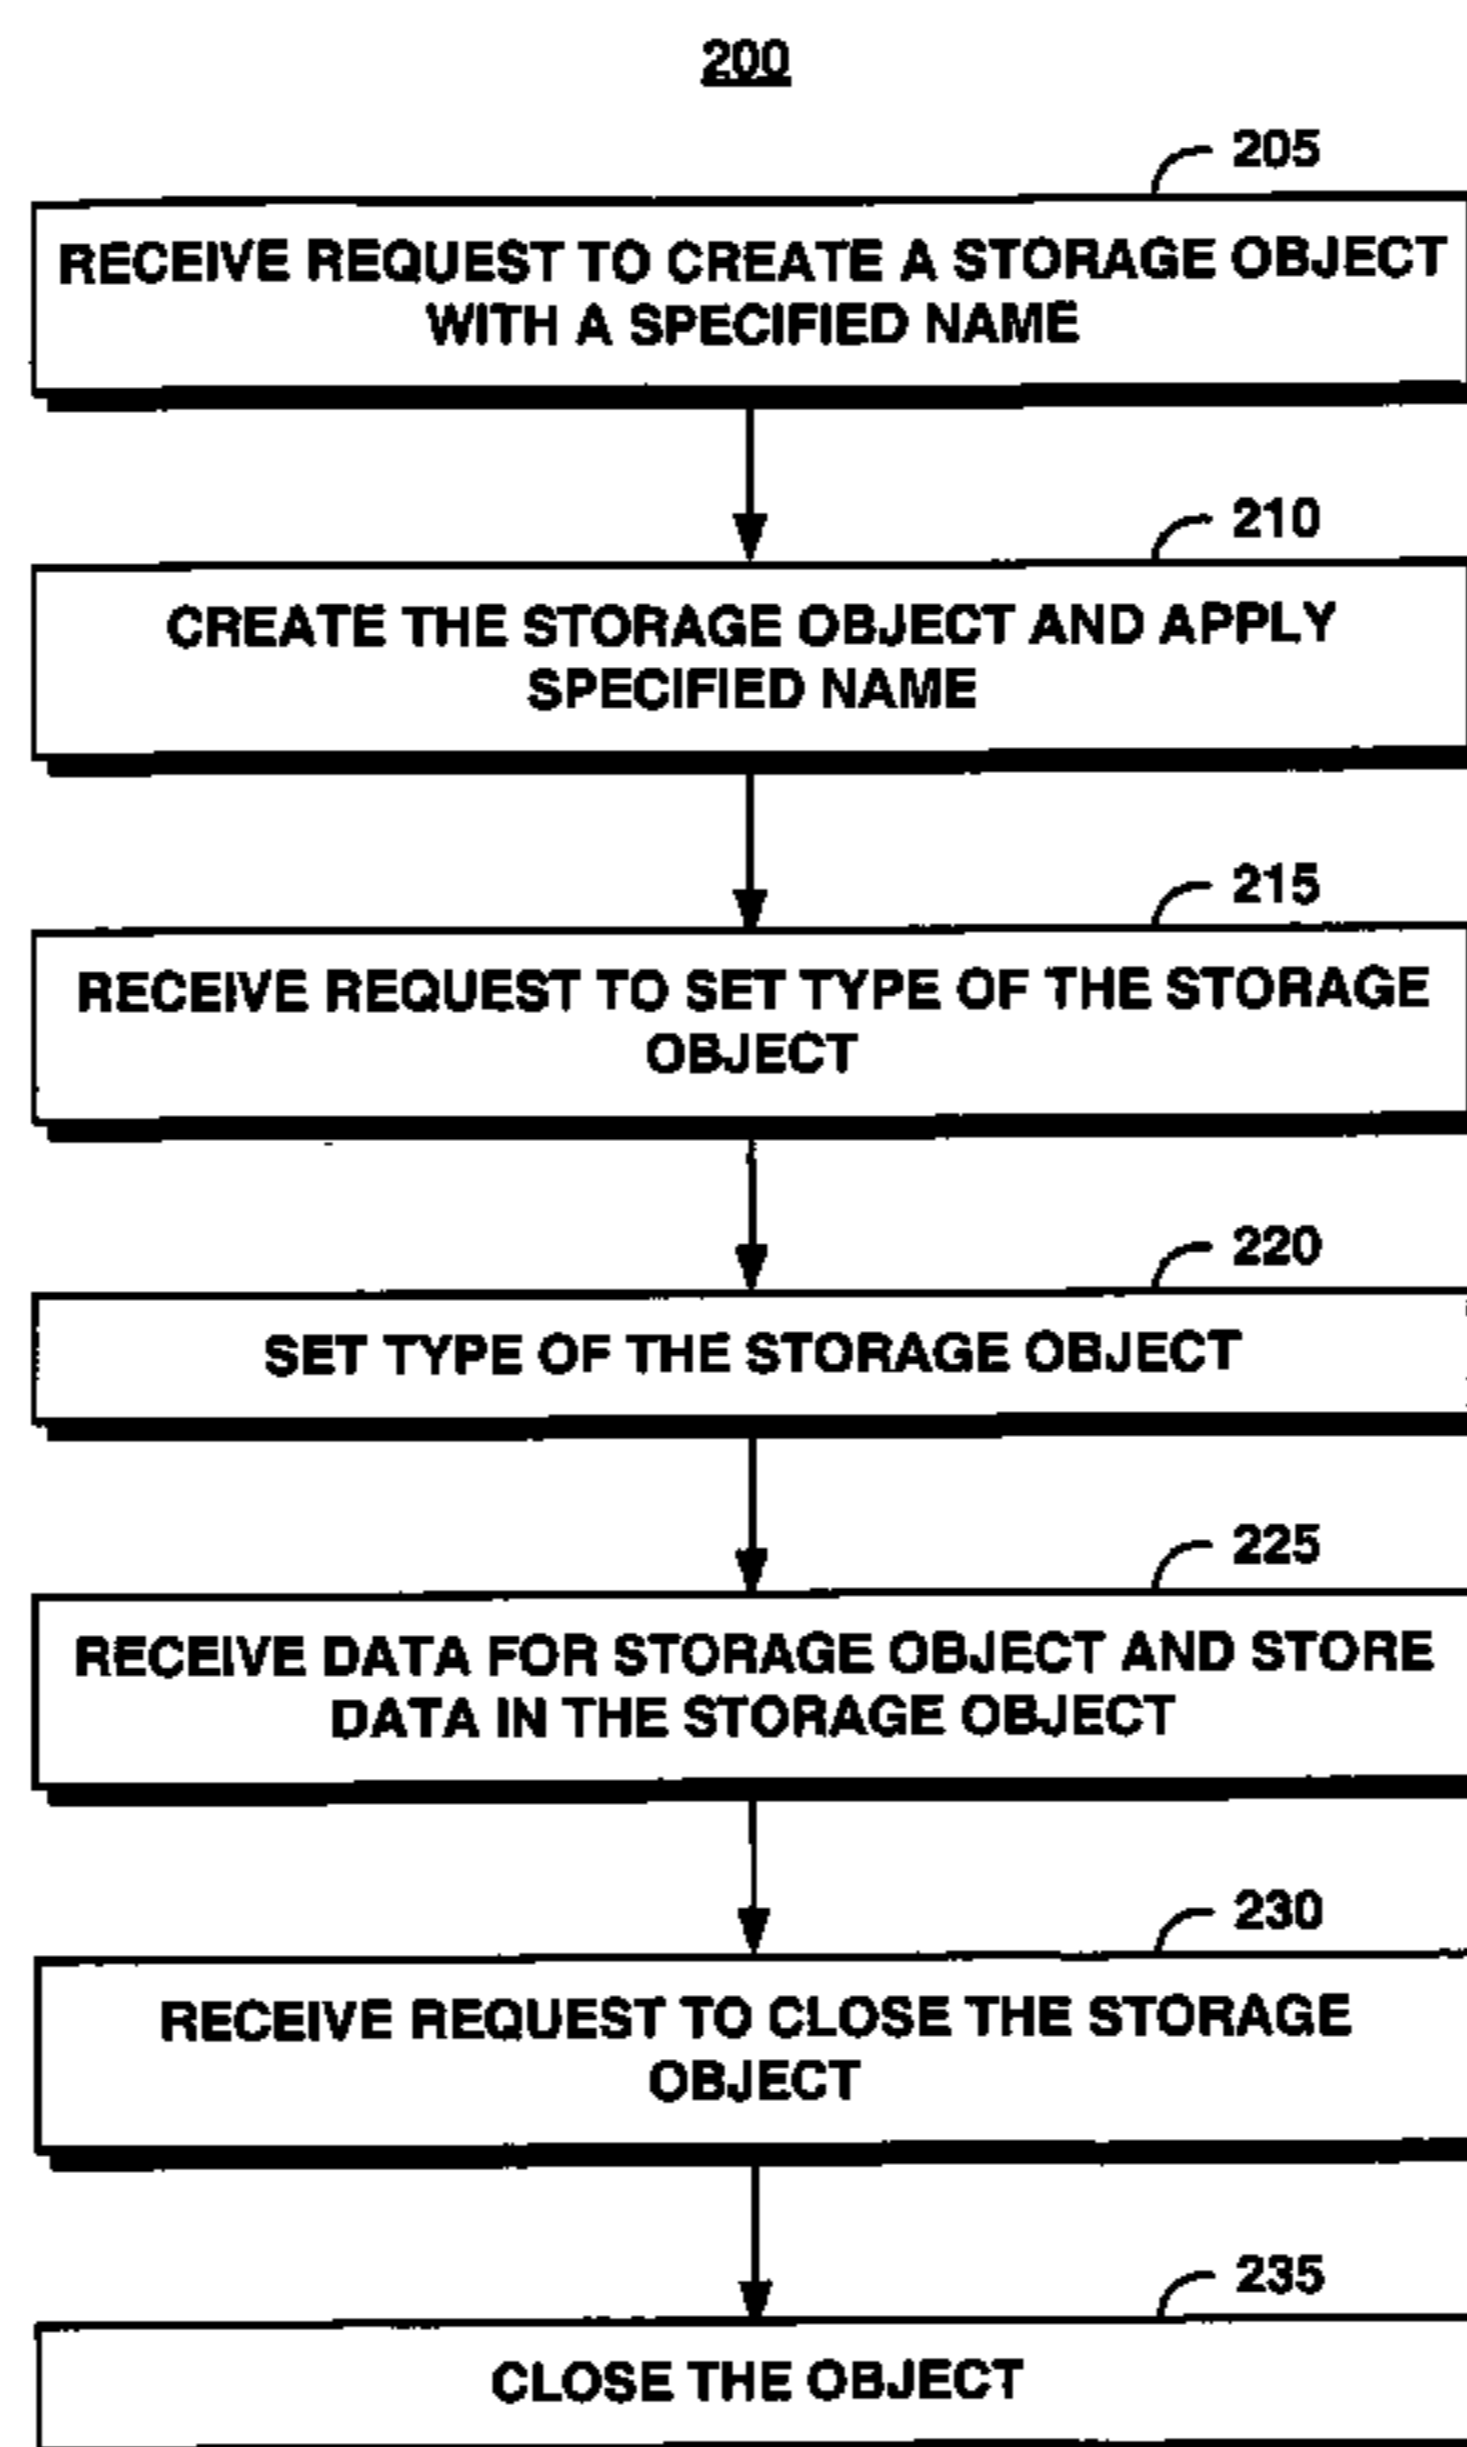 200
205
RECEIVE REQUEST TO CREATE A STORAGE OBJECT
WITH A SPECIFIED NAME
210
CREATE THE STORAGE OBJECT AND APPLY
SPECIFIED NAME
215
RECEIVE REQUEST TO SET TYPE OF THE STORAGE
OBJECT
220
SET TYPE OF THE STORAGE OBJECT
225
RECEIVE DATA FOR STORAGE OBJECT AND STORE
DATA IN THE STORAGE OBJECT
230
RECEIVE REQUEST TO CLOSE THE STORAGE
OBJECT
235
CLOSE THE OBJECT